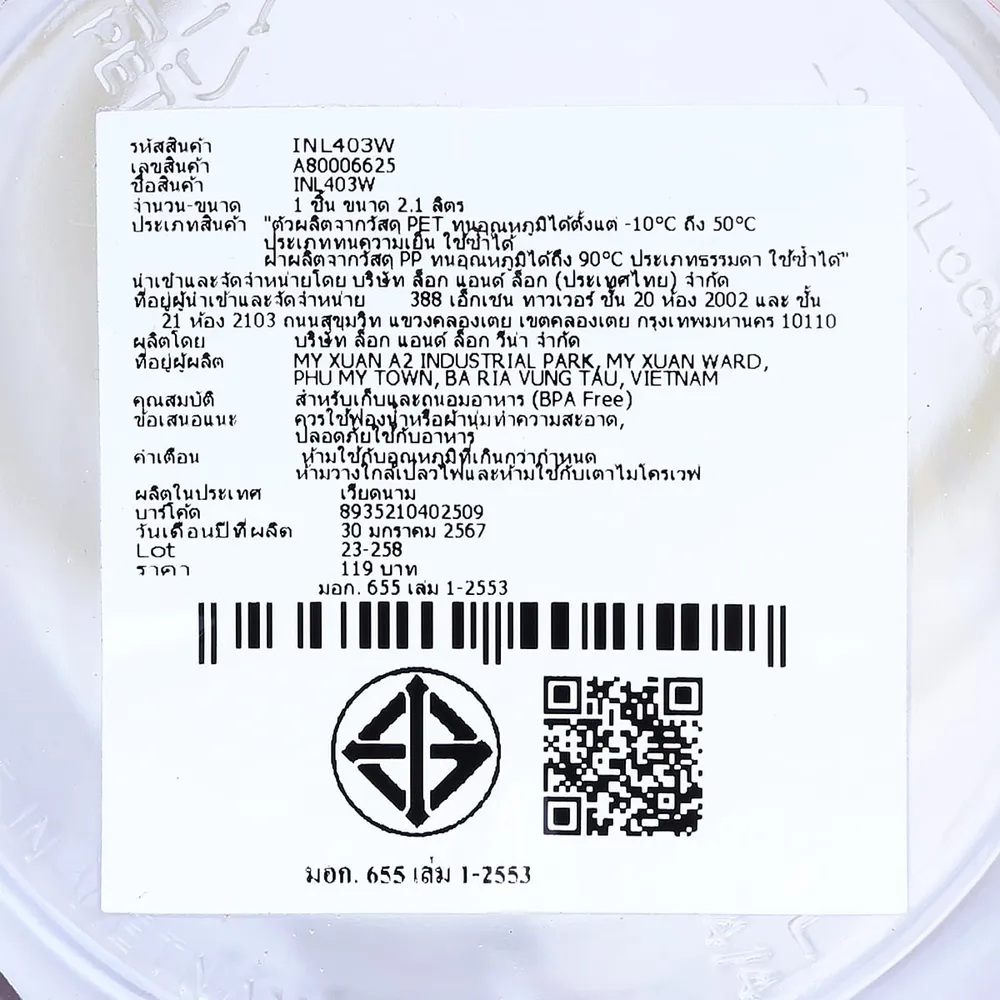 รหัสสินค้า INL403W
เลขสินค้า A80006625
ชื่อสินค้า INL403W
จำนวน-ขนาด 1 ชิ้น ขนาด 2.1 ลิตร
ประเภทสินค้า "ตัวผลิตจากวัสดุ PET ทนอุณหภูมิได้ตั้งแต่ -10°C ถึง 50°C
ประเภททนความเย็น ใช้ซ้ำได้
ฝาผลิตจากวัสดุ PP ทนอุณหภูมิได้ถึง 90°C ประเภทธรรมดา ใช้ซ้ำได้"
นำเข้าและจัดจำหน่ายโดย บริษัท ล็อก แอนด์ ล็อก (ประเทศไทย) จำกัด
ที่อยู่ผู้นำเข้าและจัดจำหน่าย 388 เอ็กเชน ทาวเวอร์ ชั้น 20 ห้อง 2002 และ ชั้น
21 ห้อง 2103 ถนนสุขุมวิท แขวงคลองเตย เขตคลองเตย กรุงเทพมหานคร 10110
ผลิตโดย บริษัท ล็อก แอนด์ ล็อก วีน่า จำกัด
ที่อยู่ผู้ผลิต MY XUAN A2 INDUSTRIAL PARK, MY XUAN WARD,
PHU MY TOWN, BA RIA VUNG TAU, VIETNAM
คุณสมบัติ สำหรับเก็บและถนอมอาหาร (BPA Free)
ข้อเสนอแนะ ควรใช้ฟองน้ำหรือผ้านุ่มทำความสะอาด,
ปลอดภัยใช้กับอาหาร
คำเตือน ห้ามใช้กับอุณหภูมิที่เกินกว่ากำหนด
ห้ามวางใกล้เปลวไฟและห้ามใช้กับเตาไมโครเวฟ
ผลิตในประเทศ เวียดนาม
บาร์โค้ด 8935210402509
วันเดือนปีที่ผลิต 30 มกราคม 2567
Lot 23-258
ราคา 119 บาท
มอก. 655 เล่ม 1-2553
มอก. 655 เล่ม 1-2553